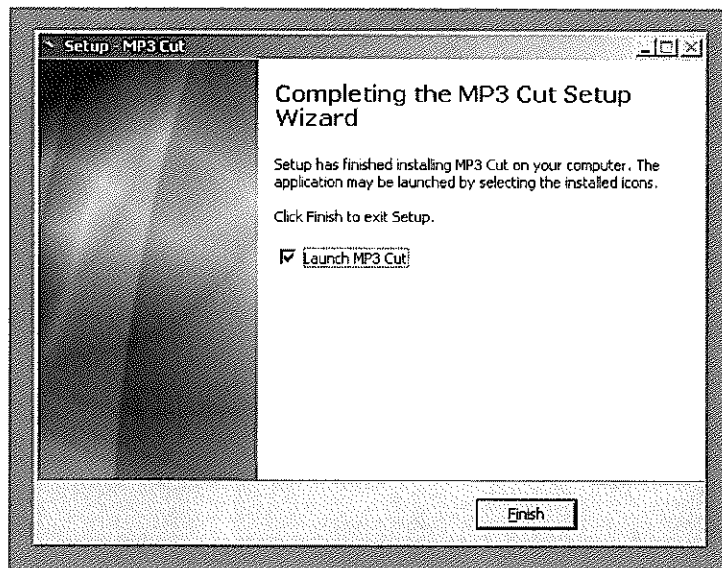 Setup - MP3 Cut
Completing the MP3 Cut Setup
Wizard
Setup has finished installing MP3 Cut on your computer. The
application may be launched by selecting the installed icons.
Click Finish to exit Setup.
Launch MP3 Cut
Finish